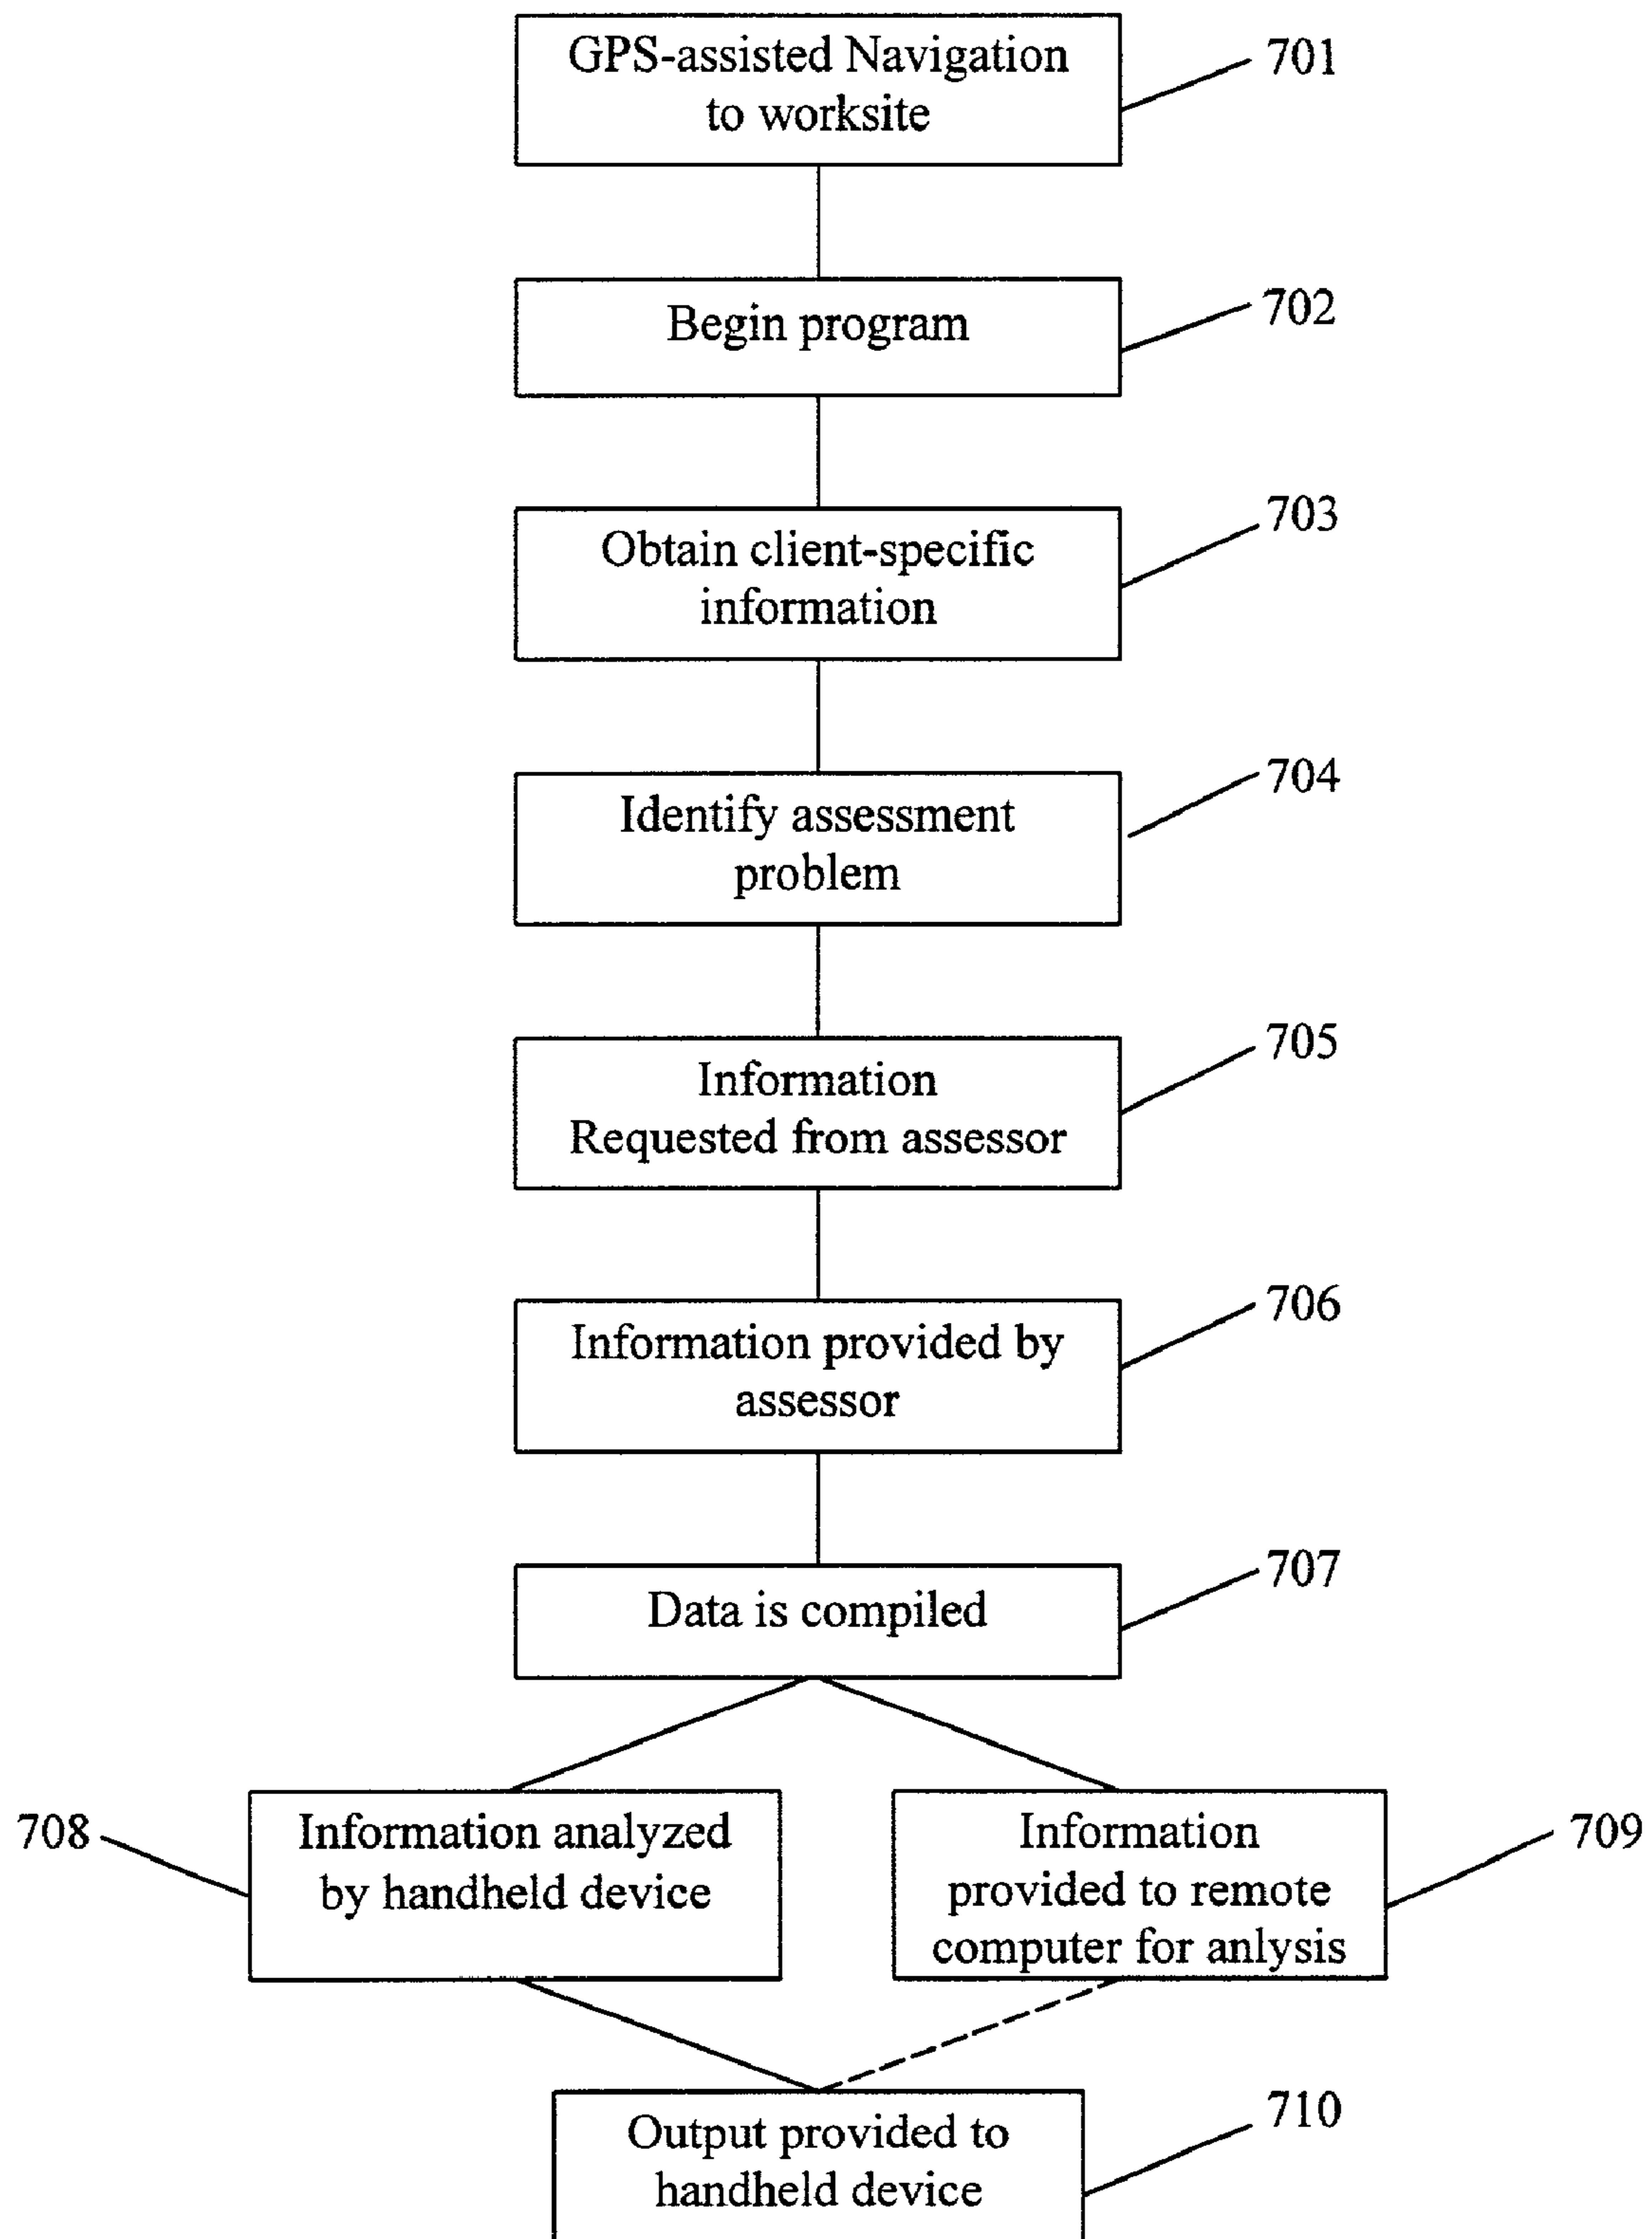 GPS-assisted Navigation
to worksite
701
Begin program
702
Obtain client-specific
information
703
Identify assessment
problem
704
Information
Requested from assessor
705
Information provided by
assessor
706
Data is compiled
707
708
Information analyzed
by handheld device
Information
provided to remote
computer for anlysis
709
Output provided to
handheld device
710